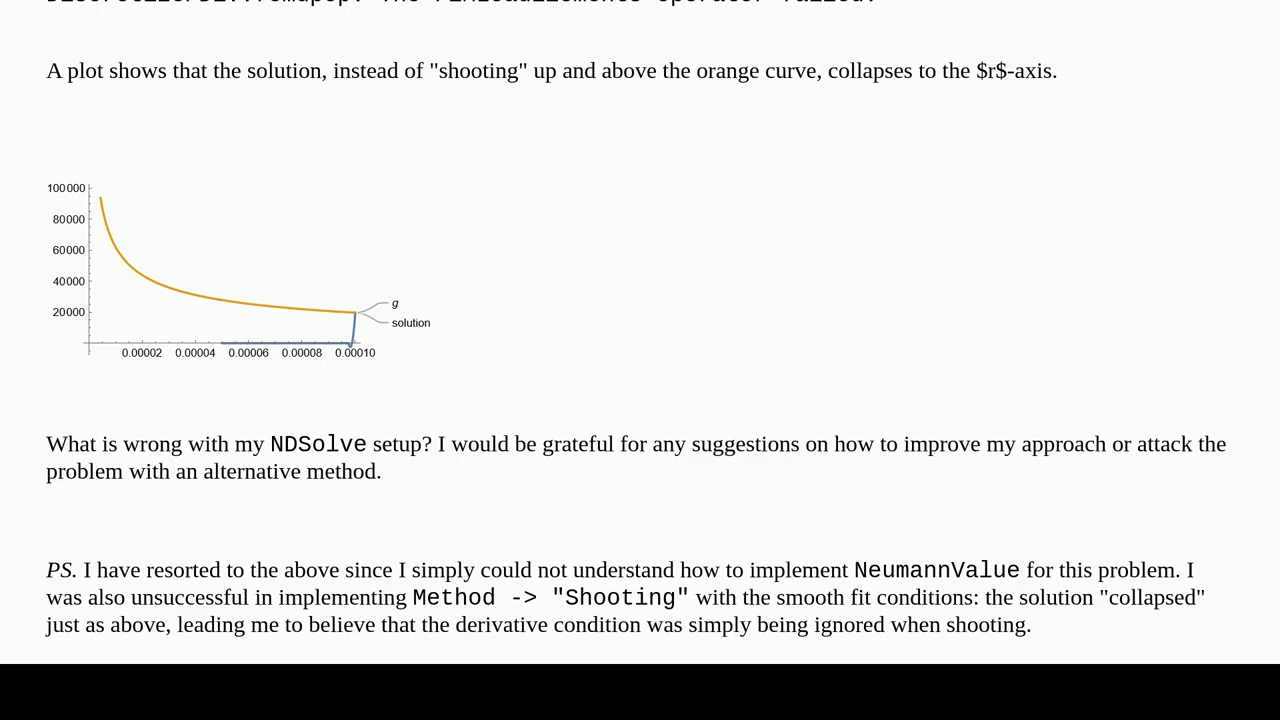 A plot shows that the solution, instead of "shooting" up and above the orange curve, collapses to the $r$-axis.
100000
80000
60000
40000
20000
g
solution
0.00002 0.00004 0.00006 0.00008 0.00010
What is wrong with my NDSolve setup? I would be grateful for any suggestions on how to improve my approach or attack the
problem with an alternative method.
PS. I have resorted to the above since I simply could not understand how to implement NeumannValue for this problem. I
was also unsuccessful in implementing Method -> "Shooting" with the smooth fit conditions: the solution "collapsed"
just as above, leading me to believe that the derivative condition was simply being ignored when shooting.